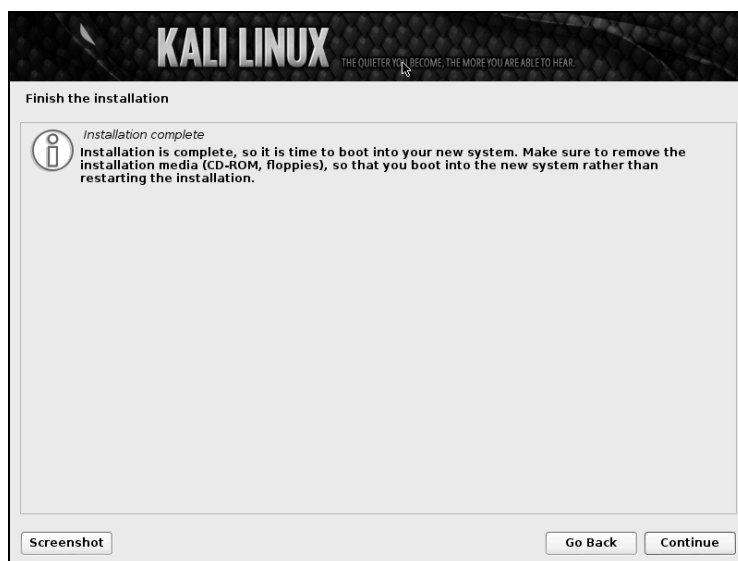 KALI LINUX THE QUIETER YOU BECOME, THE MORE YOU ARE ABLE TO HEAR.
Finish the installation
Installation complete
Installation is complete, so it is time to boot into your new system. Make sure to remove the
installation media (CD-ROM, floppies), so that you boot into the new system rather than
restarting the installation.
Screenshot
Go Back
Continue